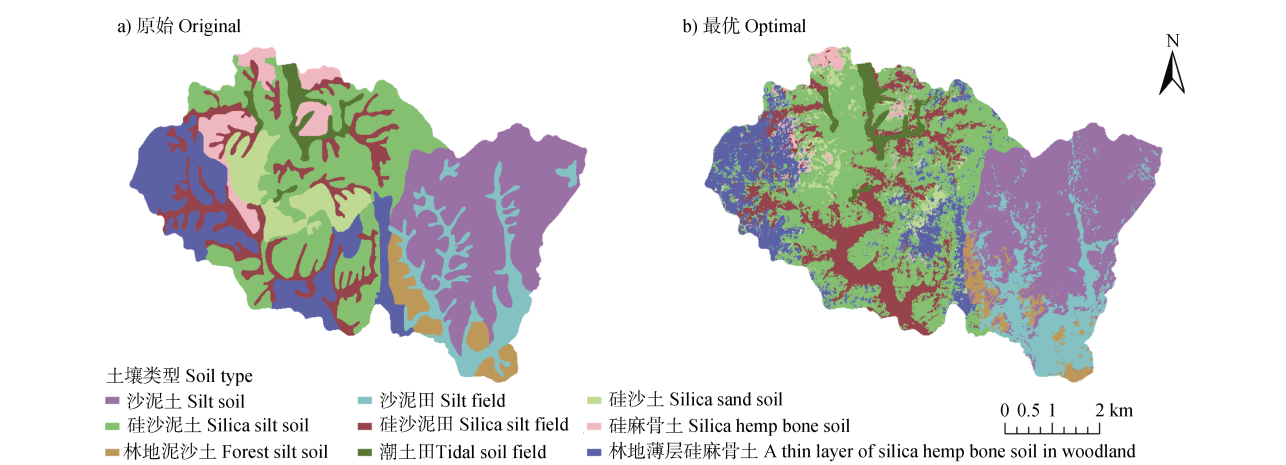 a) 原始 Original
b) 最优 Optimal
N
土壤类型 Soil type
沙泥土 Silt soil
沙泥田 Silt field
硅沙土 Silica sand soil
硅沙泥土 Silica silt soil
硅沙泥田 Silica silt field
硅麻骨土 Silica hemp bone soil
林地泥沙土 Forest silt soil
潮土田Tidal soil field
林地薄层硅麻骨土 A thin layer of silica hemp bone soil in woodland
0 0.5 1 2 km